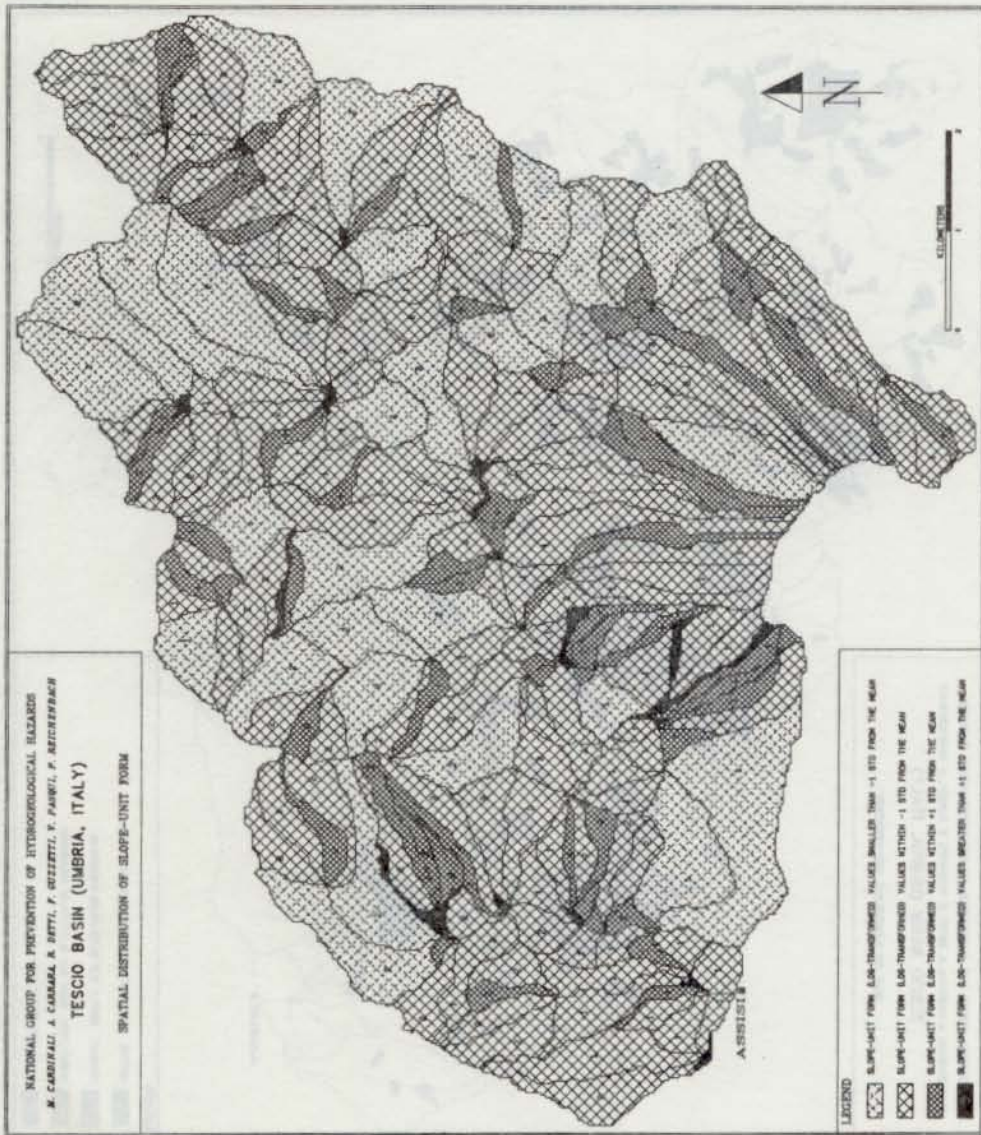 NATIONAL GROUP FOR PREVENTION OF HYDROGEOLOGICAL HAZARDS
M. CARDINALI, A. CARRARA, R. DETTI, F. GUZZETTI, V. PASQUI, P. REICHENBACH
TESCIO BASIN (UMBRIA, ITALY)
SPATIAL DISTRIBUTION OF SLOPE-UNIT FORM
N
0 1 2
KILOMETERS
ASSISI
LEGEND
SLOPE-UNIT FORM (LOG-TRANSFORMED) VALUES SMALLER THAN -1 STD FROM THE MEAN
SLOPE-UNIT FORM (LOG-TRANSFORMED) VALUES WITHIN -1 STD FROM THE MEAN
SLOPE-UNIT FORM (LOG-TRANSFORMED) VALUES WITHIN +1 STD FROM THE MEAN
SLOPE-UNIT FORM (LOG-TRANSFORMED) VALUES GREATER THAN +1 STD FROM THE MEAN